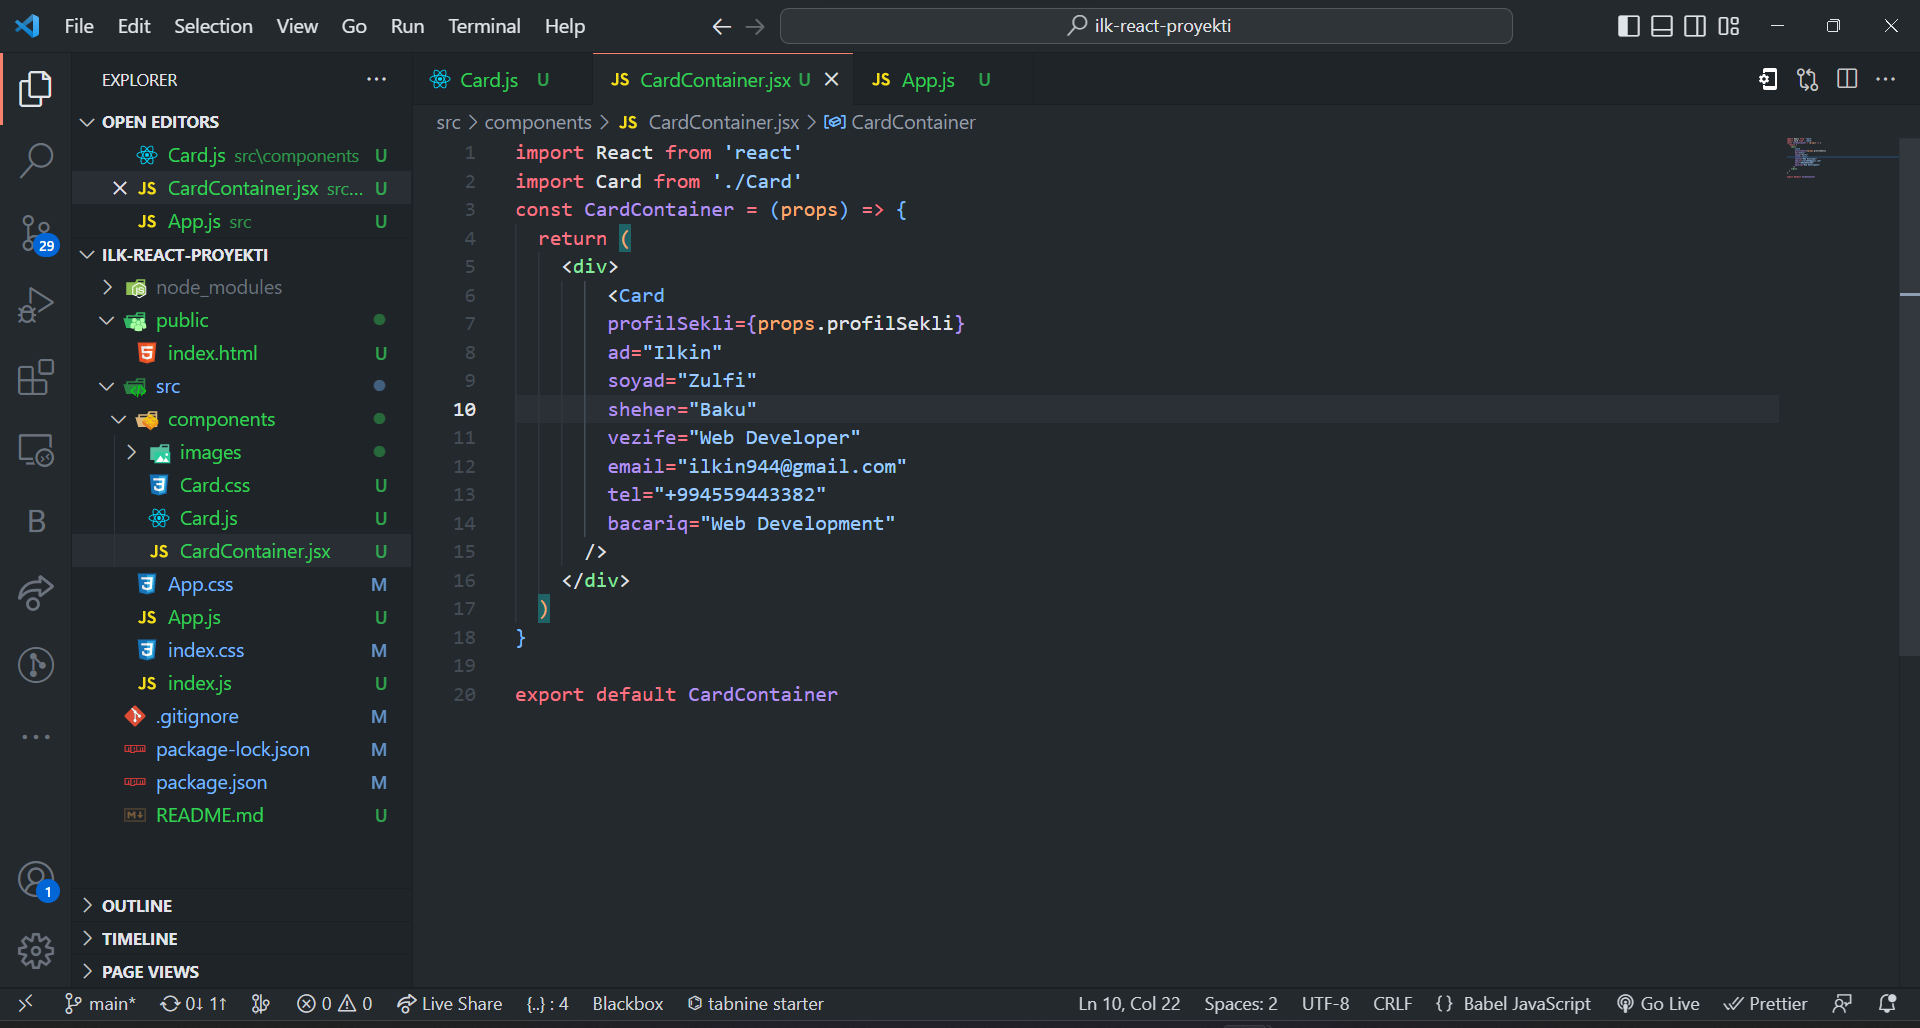 File Edit Selection View Go Run Terminal Help
ilk-react-proyekti
EXPLORER
OPEN EDITORS
Card.js src\components U
JS CardContainer.jsx src... U
JS App.js src U
ILK-REACT-PROYEKTI
node_modules
public
index.html U
src
components
images
Card.css U
Card.js U
JS CardContainer.jsx U
App.css M
JS App.js U
index.css M
JS index.js U
.gitignore M
package-lock.json M
package.json M
README.md U
OUTLINE
TIMELINE
PAGE VIEWS
29
B
1
Card.js U JS CardContainer.jsx U JS App.js U
src > components > JS CardContainer.jsx > CardContainer
1 import React from 'react'
2 import Card from './Card'
3 const CardContainer = (props) => {
4 return (
5 <div>
6 <Card
7 profilSekli={props.profilSekli}
8 ad="Ilkin"
9 soyad="Zulfi"
10 sheher="Baku"
11 vezife="Web Developer"
12 email="ilkin944@gmail.com"
13 tel="+994559443382"
14 bacariq="Web Development"
15 />
16 </div>
17 )
18 }
19
20 export default CardContainer
main* 0↓ 1↑ 0 0 Live Share {..} : 4 Blackbox tabnine starter Ln 10, Col 22 Spaces: 2 UTF-8 CRLF {} Babel JavaScript Go Live Prettier